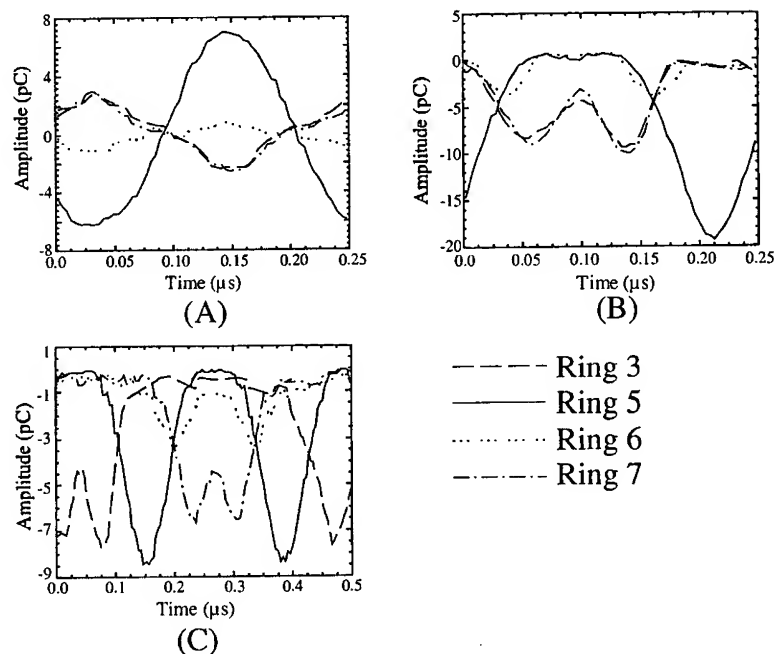 8
4
0
-4
8
Amplitude (pC)
0.0 0.05 0.10 0.15 0.20 0.25
Time (µs)
(A)
5
0
-5
-10
-15
-20
Amplitude (pC)
0.00 0.05 0.10 0.15 0.20 0.25
Time (µs)
(B)
1
-1
-3
-5
-7
-9
Amplitude (pC)
0.0 0.1 0.2 0.3 0.4 0.5
Time (µs)
(C)
Ring 3
Ring 5
Ring 6
Ring 7